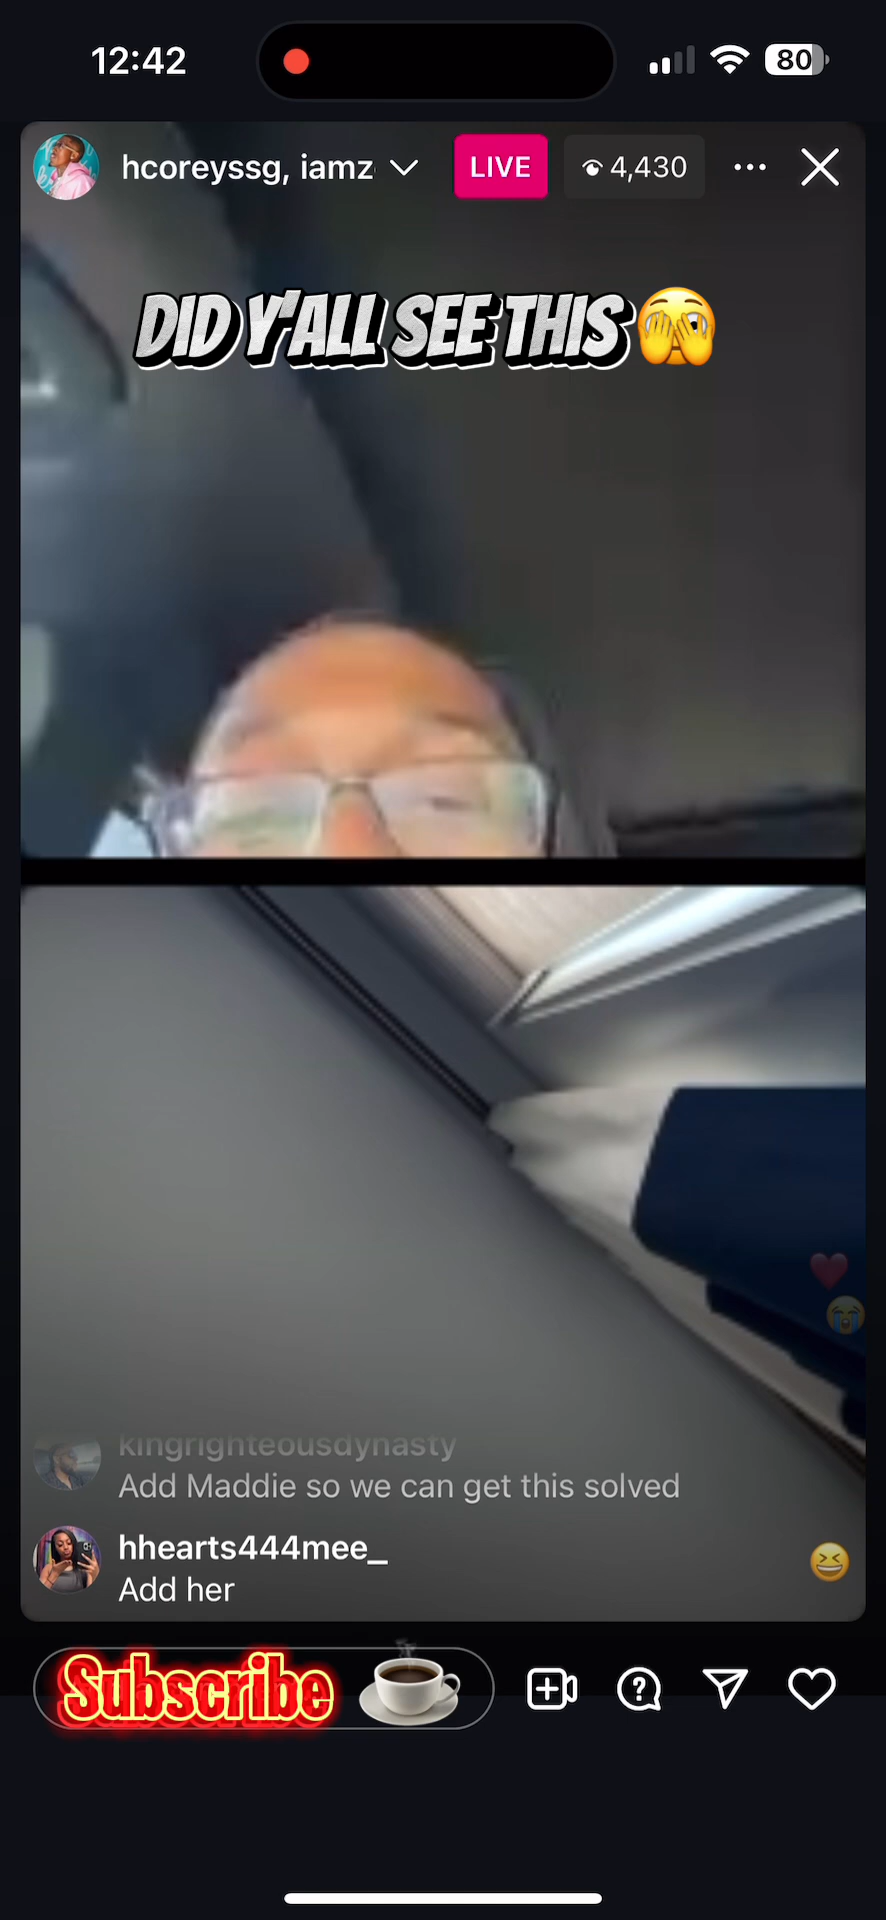 12:42
80
hcoreyssg, iamz
LIVE
4,430
DID Y'ALL SEE THIS
kingrighteousdynasty
Add Maddie so we can get this solved
hhearts444mee_
Add her
Subscribe